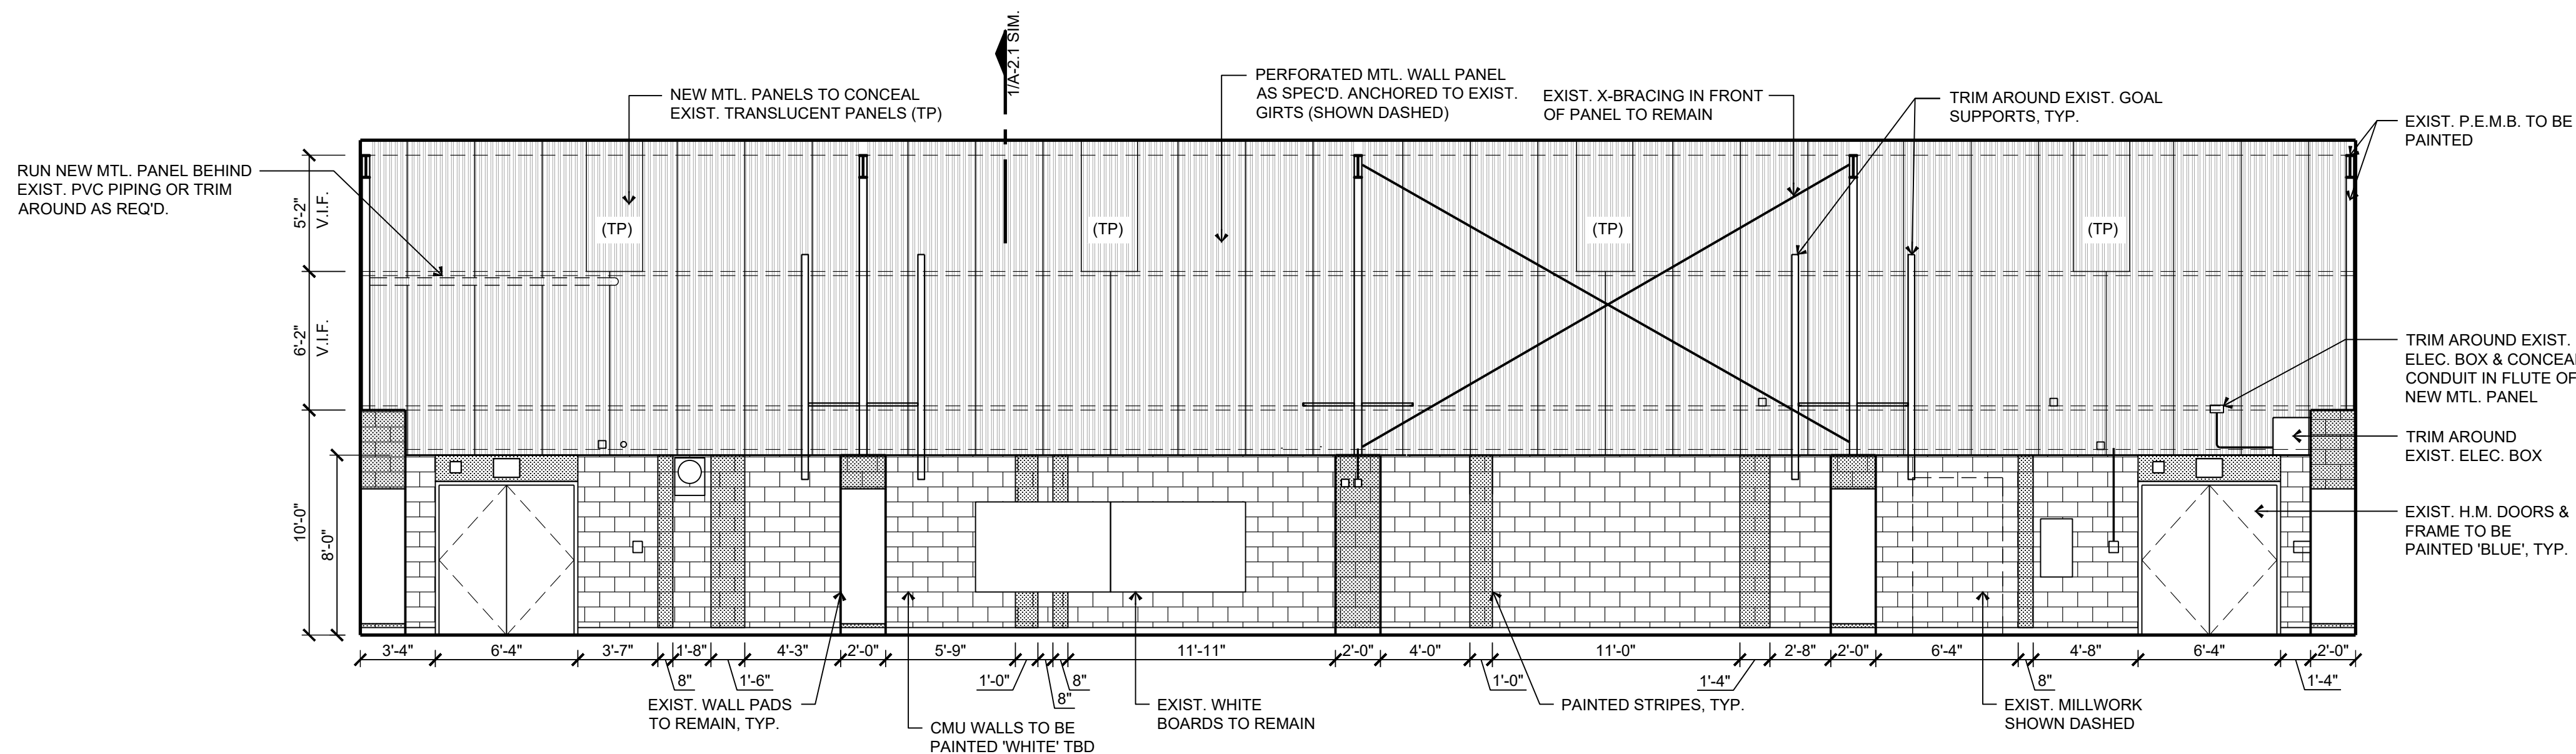 1/A-2.1 SIM.
NEW MTL. PANELS TO CONCEAL
EXIST. TRANSLUCENT PANELS (TP)
PERFORATED MTL. WALL PANEL
AS SPEC'D. ANCHORED TO EXIST.
GIRTS (SHOWN DASHED)
EXIST. X-BRACING IN FRONT
OF PANEL TO REMAIN
TRIM AROUND EXIST. GOAL
SUPPORTS, TYP.
EXIST. P.E.M.B. TO BE
PAINTED
RUN NEW MTL. PANEL BEHIND
EXIST. PVC PIPING OR TRIM
AROUND AS REQ'D.
5'-2"
V.I.F.
(TP)
(TP)
(TP)
(TP)
6'-2"
V.I.F.
TRIM AROUND EXIST.
ELEC. BOX & CONCEAL
CONDUIT IN FLUTE OF
NEW MTL. PANEL
TRIM AROUND
EXIST. ELEC. BOX
10'-0"
8'-0"
EXIST. H.M. DOORS &
FRAME TO BE
PAINTED 'BLUE', TYP.
3'-4"
6'-4"
3'-7"
1'-8"
4'-3"
2'-0"
5'-9"
11'-11"
2'-0"
4'-0"
11'-0"
2'-8"
2'-0"
6'-4"
4'-8"
6'-4"
2'-0"
8"
1'-6"
1'-0"
8"
8"
1'-0"
1'-4"
8"
1'-4"
EXIST. WALL PADS
TO REMAIN, TYP.
CMU WALLS TO BE
PAINTED 'WHITE' TBD
EXIST. WHITE
BOARDS TO REMAIN
PAINTED STRIPES, TYP.
EXIST. MILLWORK
SHOWN DASHED